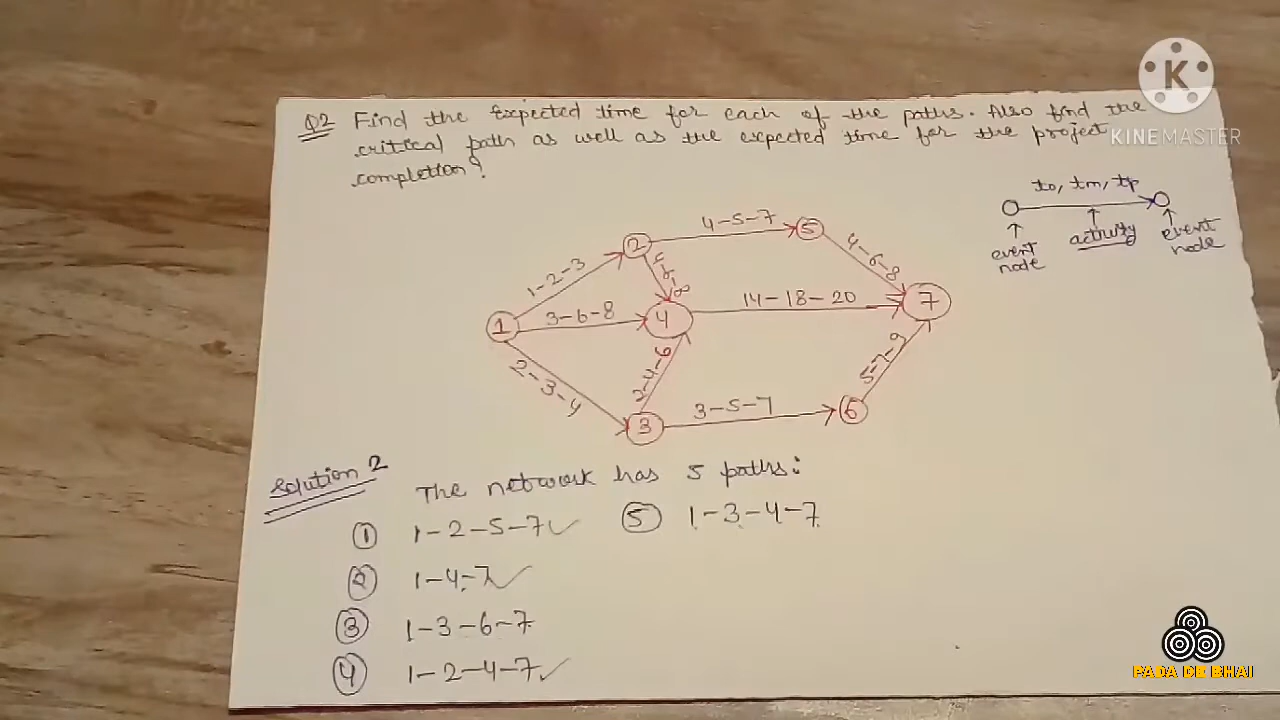 Q2 Find the Expected time for each of the paths. Also find the
critical path as well as the expected time for the project
completion?
K
KINEMASTER
to, tm, tp
event node
activity
event node
1-2-3
4-5-7
5-6-8
4-6-8
3-6-8
14-18-20
2-3-4
2-4-6
3-5-7
5-7-9
1
2
3
4
5
6
7
Solution 2
The network has 5 paths:
① 1-2-5-7 ✓
⑤ 1-3-4-7
② 1-4-7 ✓
③ 1-3-6-7
④ 1-2-4-7 ✓
PADA DE BHAI